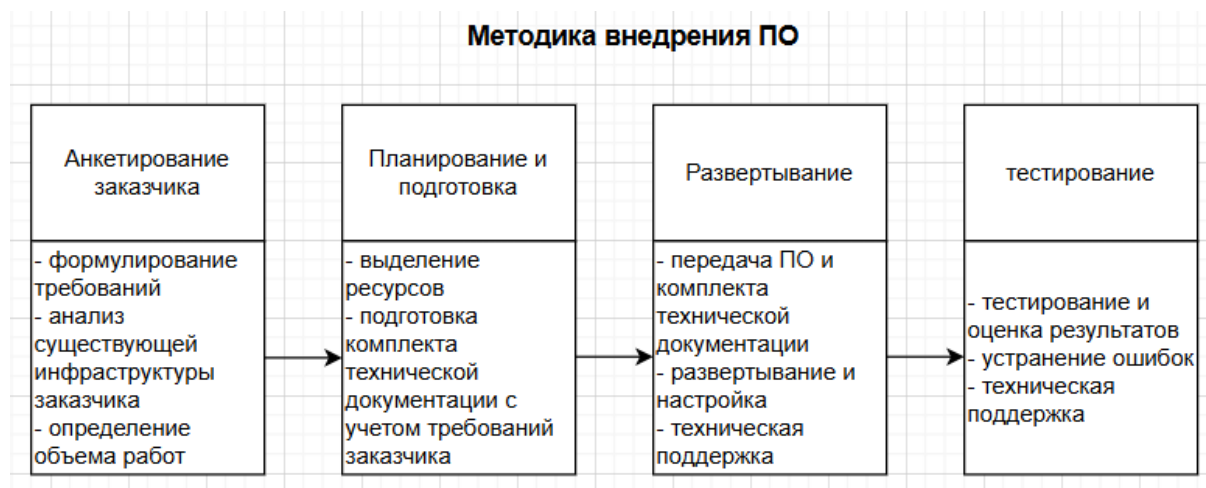 Методика внедрения ПО
Анкетирование
заказчика
- формулирование
требований
- анализ
существующей
инфраструктуры
заказчика
- определение
объема работ
Планирование и
подготовка
- выделение
ресурсов
- подготовка
комплекта
технической
документации с
учетом требований
заказчика
Развертывание
- передача ПО и
комплекта
технической
документации
- развертывание и
настройка
- техническая
поддержка
тестирование
- тестирование и
оценка результатов
- устранение ошибок
- техническая
поддержка